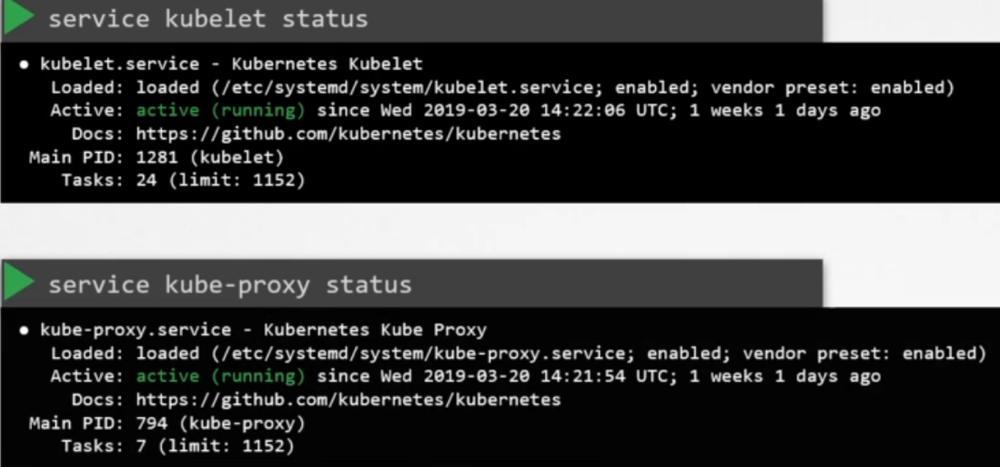 service kubelet status
● kubelet.service - Kubernetes Kubelet
Loaded: loaded (/etc/systemd/system/kubelet.service; enabled; vendor preset: enabled)
Active: active (running) since Wed 2019-03-20 14:22:06 UTC; 1 weeks 1 days ago
Docs: https://github.com/kubernetes/kubernetes
Main PID: 1281 (kubelet)
Tasks: 24 (limit: 1152)
service kube-proxy status
● kube-proxy.service - Kubernetes Kube Proxy
Loaded: loaded (/etc/systemd/system/kube-proxy.service; enabled; vendor preset: enabled)
Active: active (running) since Wed 2019-03-20 14:21:54 UTC; 1 weeks 1 days ago
Docs: https://github.com/kubernetes/kubernetes
Main PID: 794 (kube-proxy)
Tasks: 7 (limit: 1152)